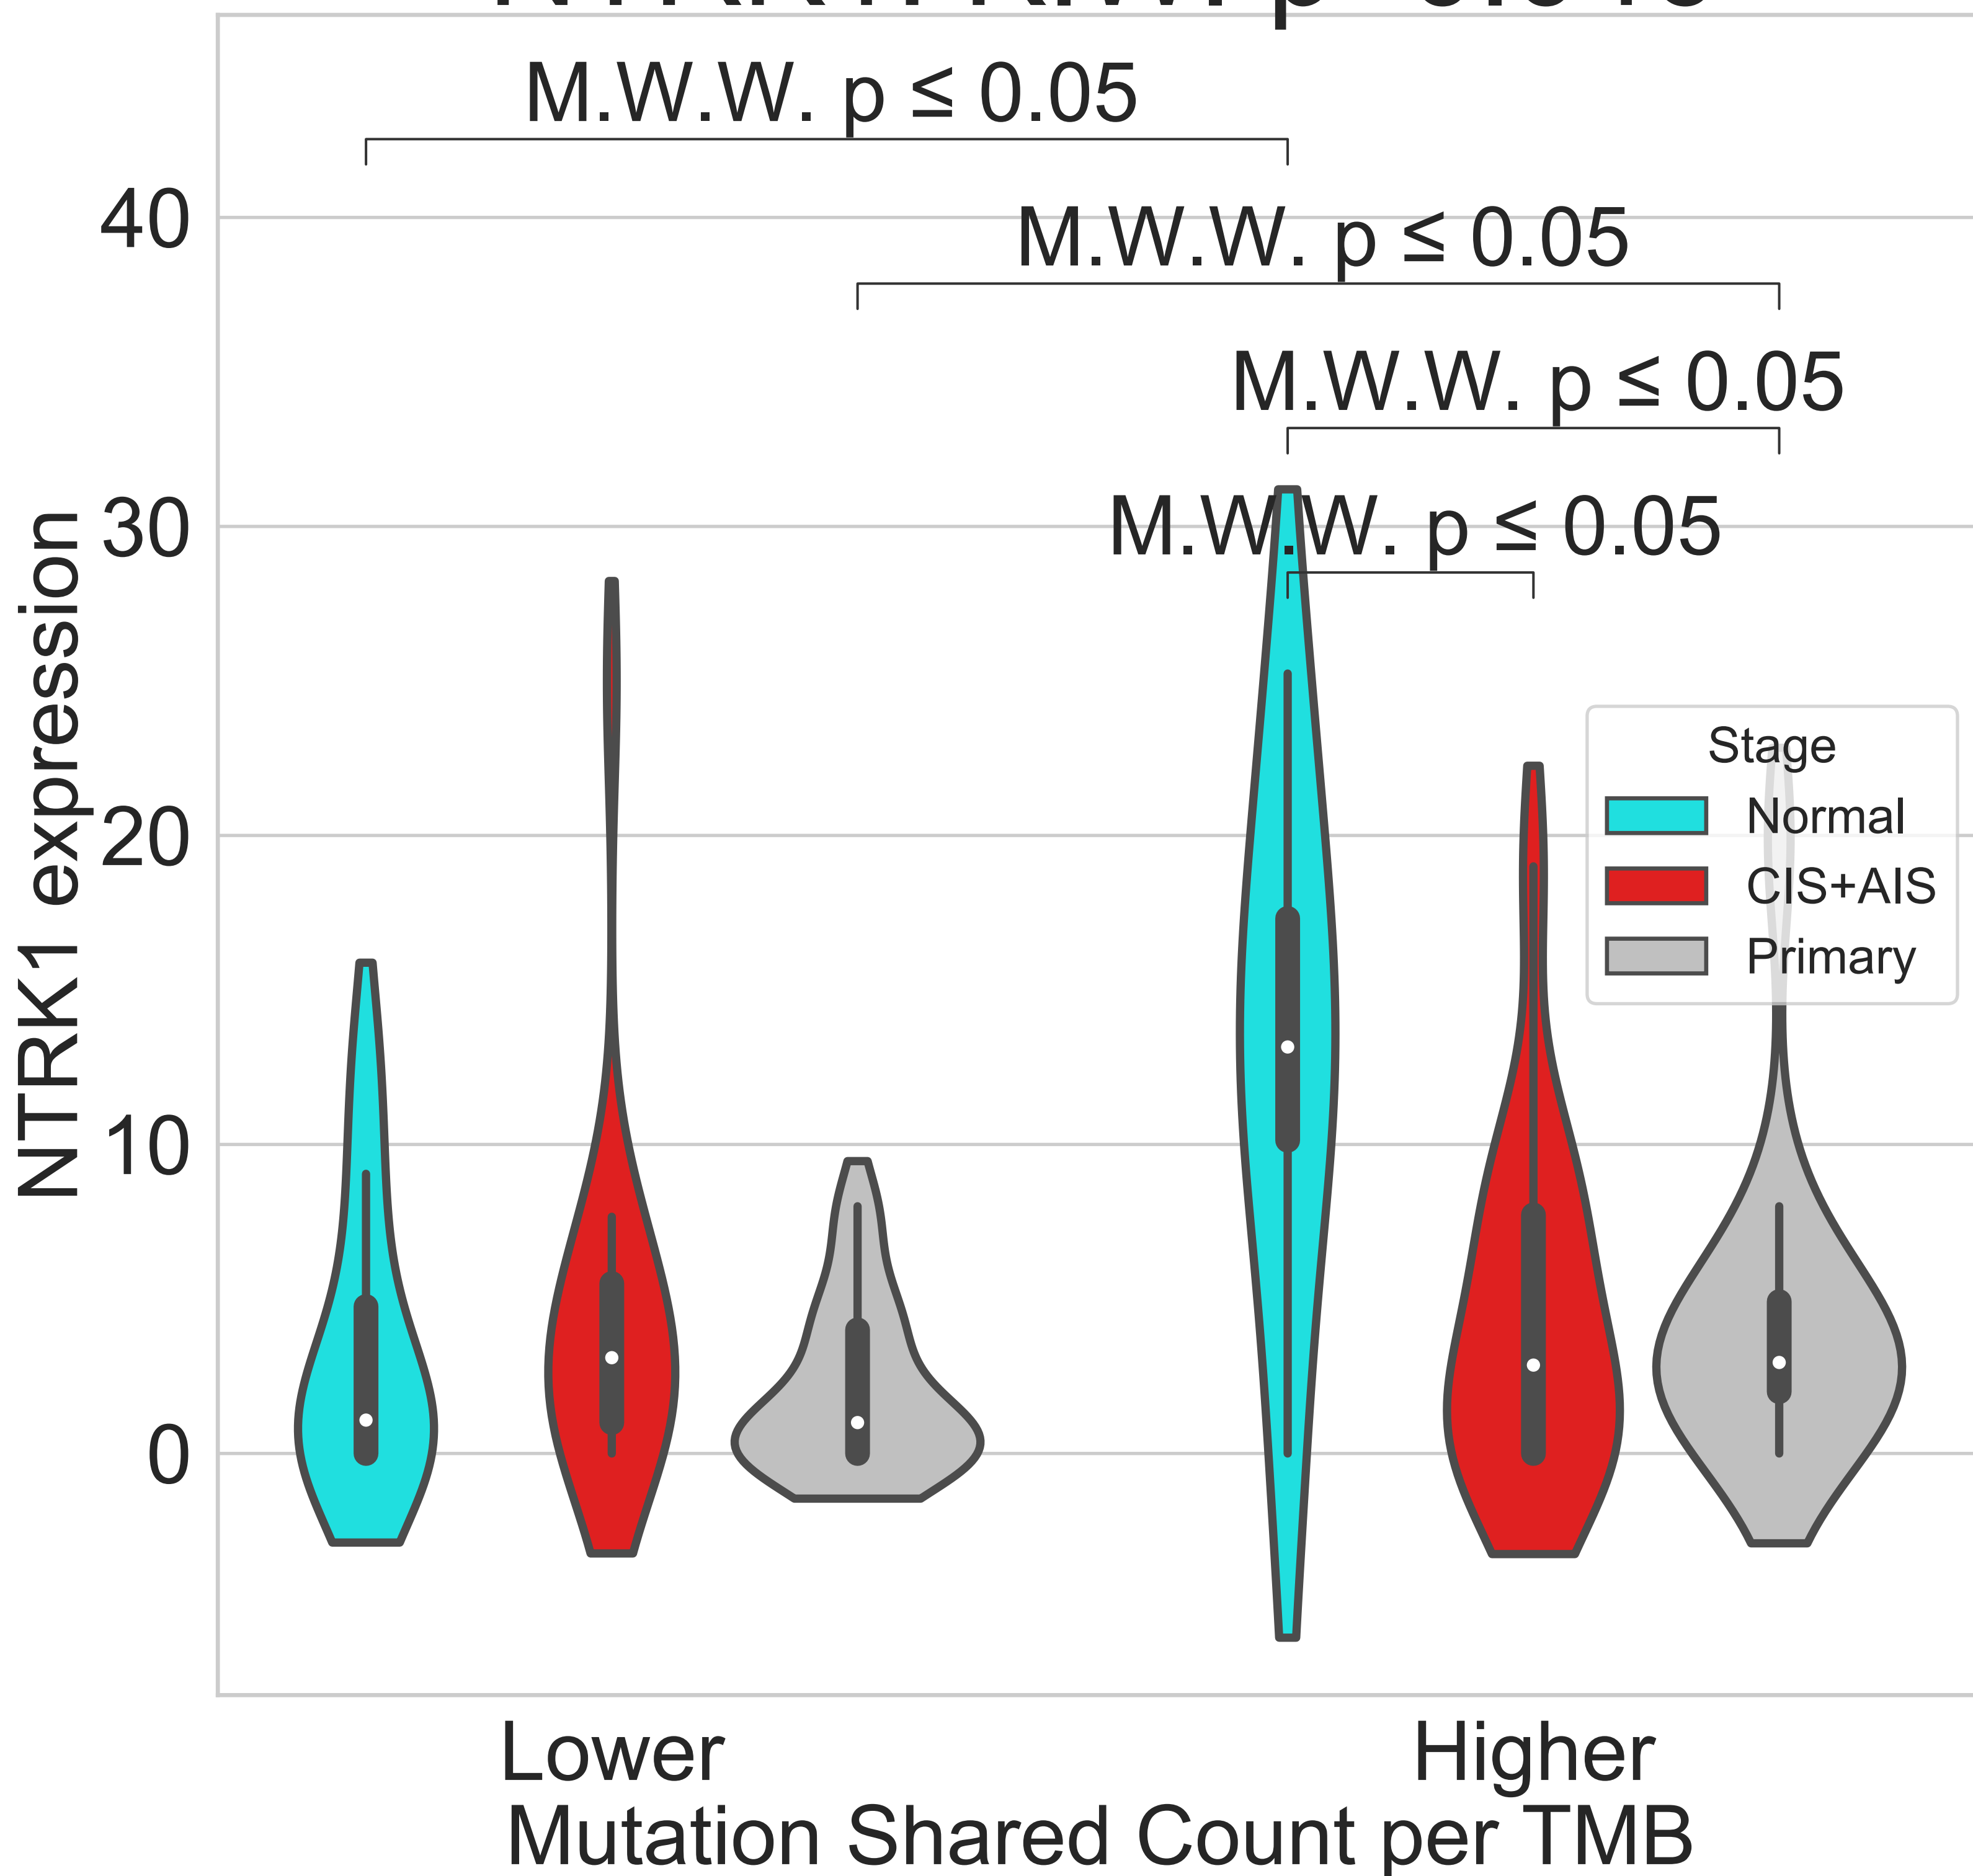 M.W.W. p ≤ 0.05
40
M.W.W. p ≤ 0.05
M.W.W. p ≤ 0.05
30
M.W.W. p ≤ 0.05
NTRK1 expression
Stage
Normal
20
CIS+AIS
Primary
10
0
Lower
Higher
Mutation Shared Count per TMB